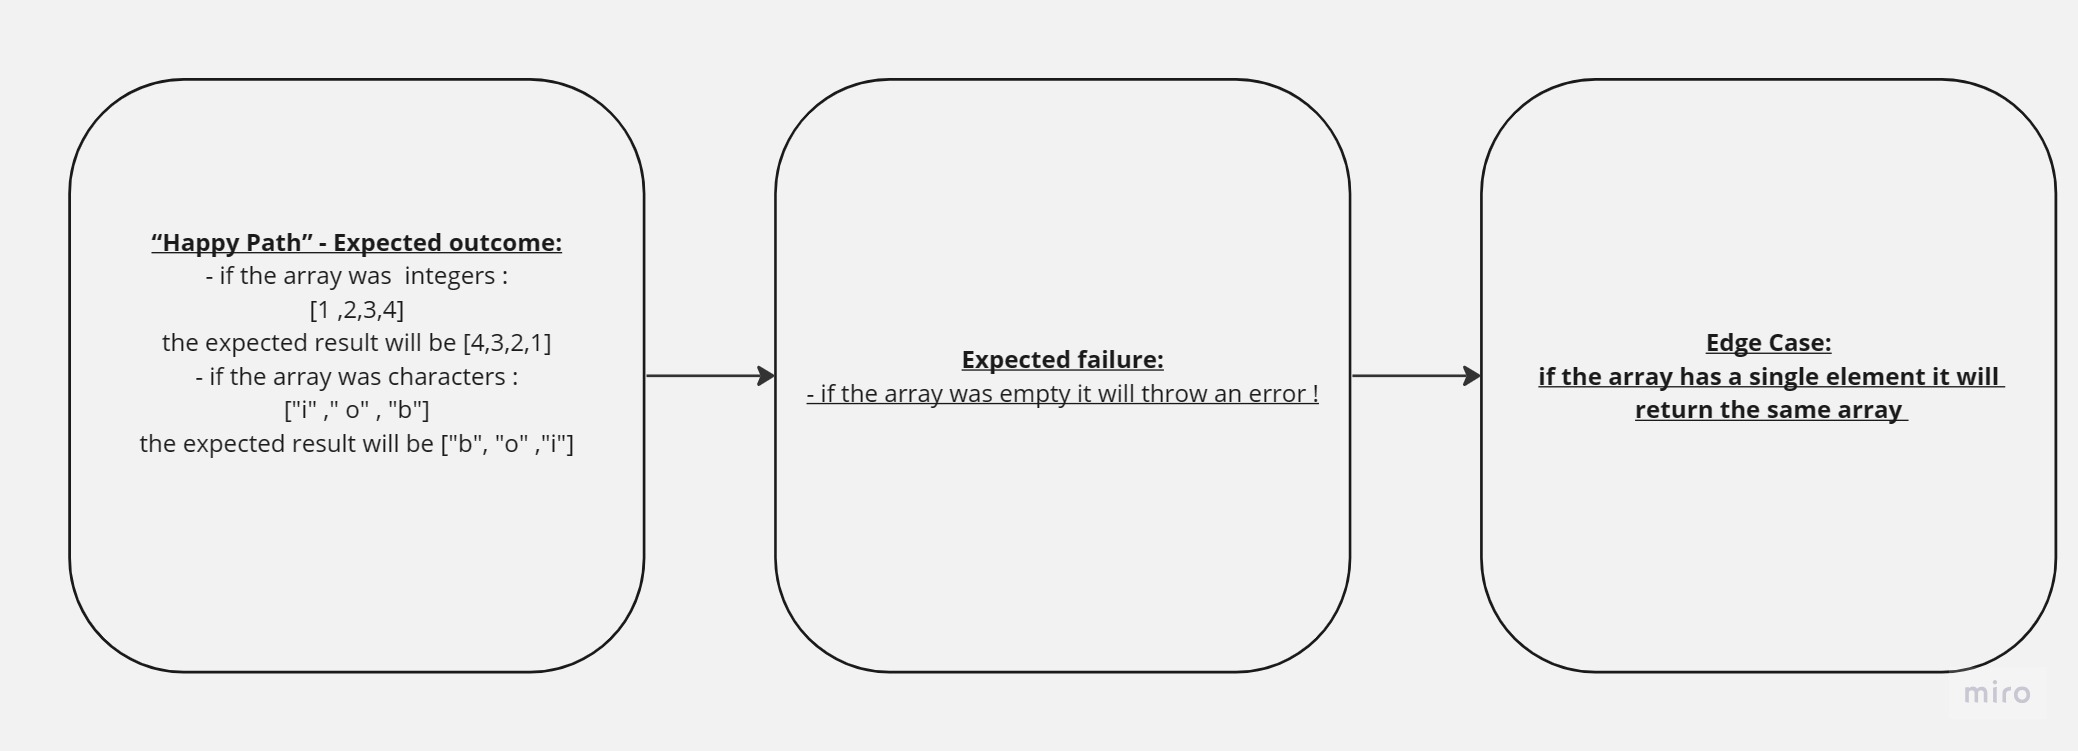 “Happy Path” - Expected outcome:
- if the array was  integers :
[1 ,2,3,4]
the expected result will be [4,3,2,1]
- if the array was characters :
["i" ," o" , "b"]
the expected result will be ["b", "o" ,"i"]
Expected failure:
- if the array was empty it will throw an error !
Edge Case:
if the array has a single element it will
return the same array
miro